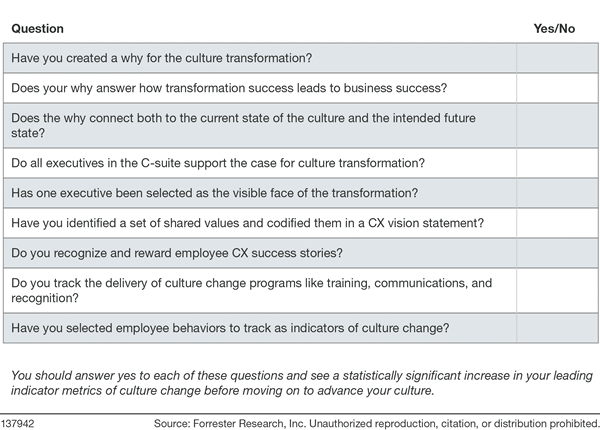 Question Yes/No
Have you created a why for the culture transformation?
Does your why answer how transformation success leads to business success?
Does the why connect both to the current state of the culture and the intended future
state?
Do all executives in the C-suite support the case for culture transformation?
Has one executive been selected as the visible face of the transformation?
Have you identified a set of shared values and codified them in a CX vision statement?
Do you recognize and reward employee CX success stories?
Do you track the delivery of culture change programs like training, communications, and
recognition?
Have you selected employee behaviors to track as indicators of culture change?
You should answer yes to each of these questions and see a statistically significant increase in your leading
indicator metrics of culture change before moving on to advance your culture.
137942 Source: Forrester Research, Inc. Unauthorized reproduction, citation, or distribution prohibited.